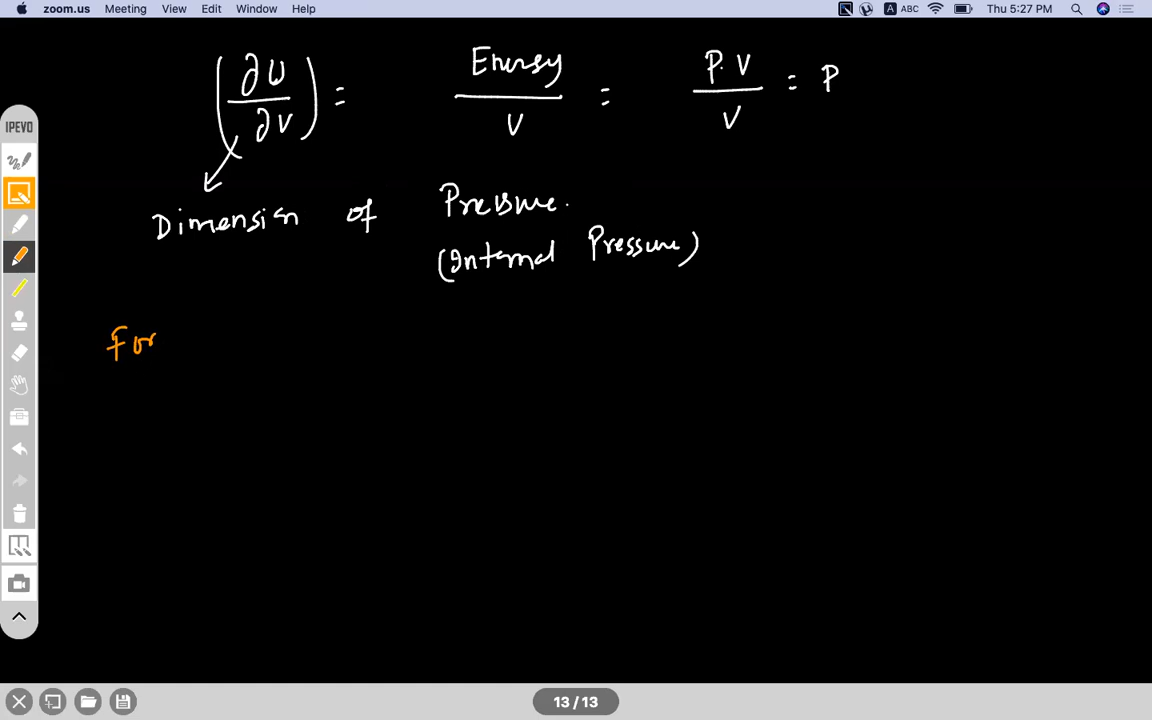 zoom.us Meeting View Edit Window Help A ABC Thu 5:27 PM
(∂U/∂V) = Energy/V = P.V/V = P
Dimension of Pressure.
(Internal Pressure)
IPEVO
For
13/13